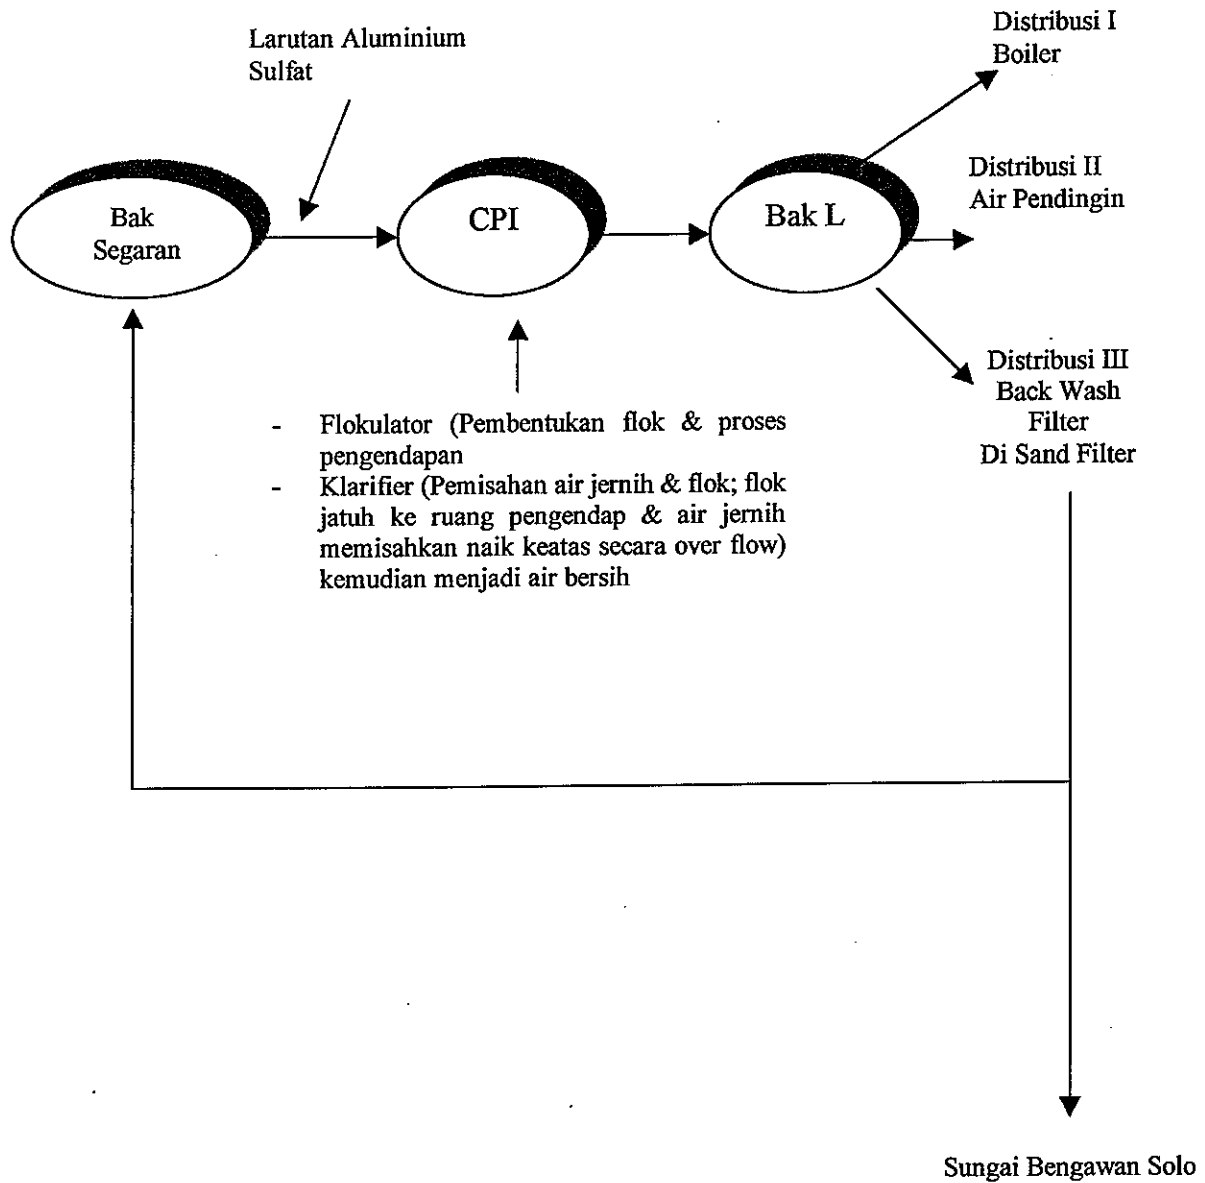 Larutan Aluminium
Sulfat
Distribusi I
Boiler
Bak
Segaran
CPI
Bak L
Distribusi II
Air Pendingin
Distribusi III
Back Wash
Filter
Di Sand Filter
- Flokulator (Pembentukan flok & proses
pengendapan
- Klarifier (Pemisahan air jernih & flok; flok
jatuh ke ruang pengendap & air jernih
memisahkan naik keatas secara over flow)
kemudian menjadi air bersih
Sungai Bengawan Solo